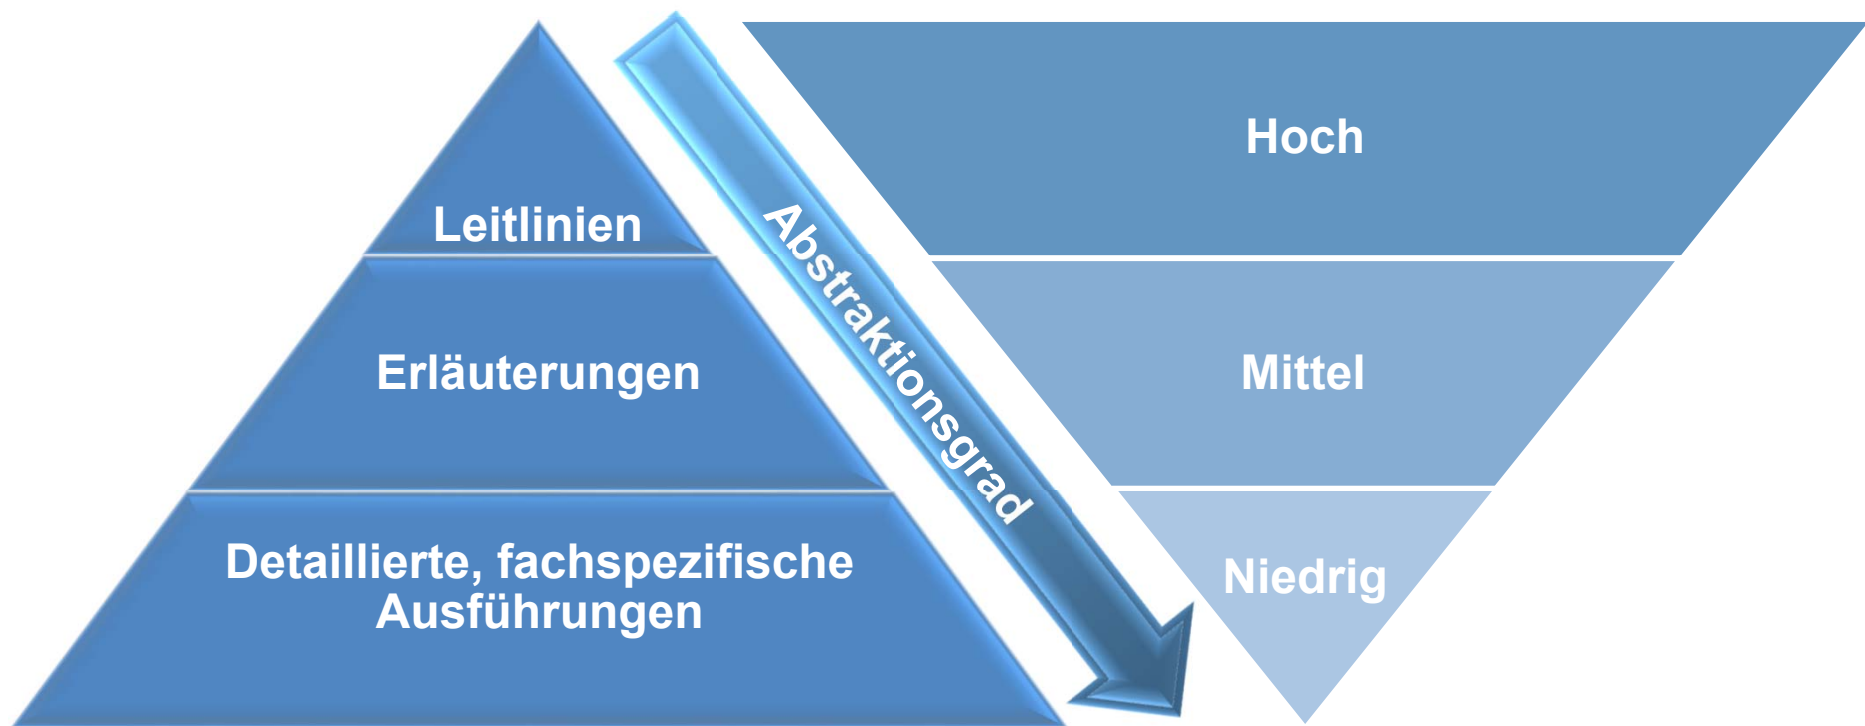 Leitlinien
Erläuterungen
Detaillierte, fachspezifische
Ausführungen
Abstraktionsgrad
Hoch
Mittel
Niedrig